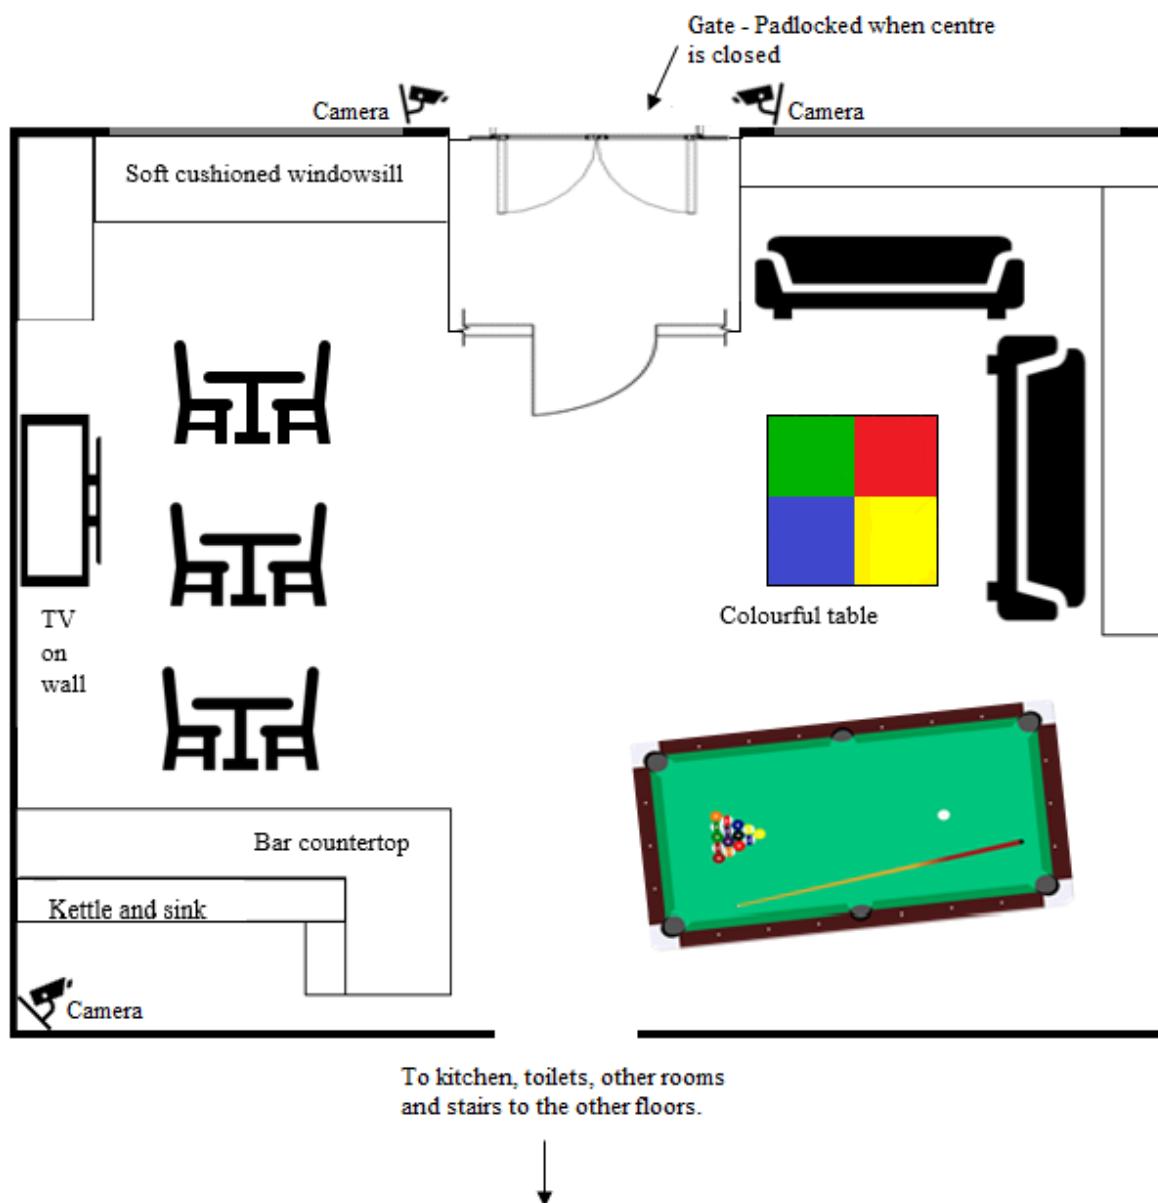 Gate - Padlocked when centre
is closed
Camera
Camera
Soft cushioned windowsill
TV
on
wall
Colourful table
Bar countertop
Kettle and sink
Camera
To kitchen, toilets, other rooms
and stairs to the other floors.